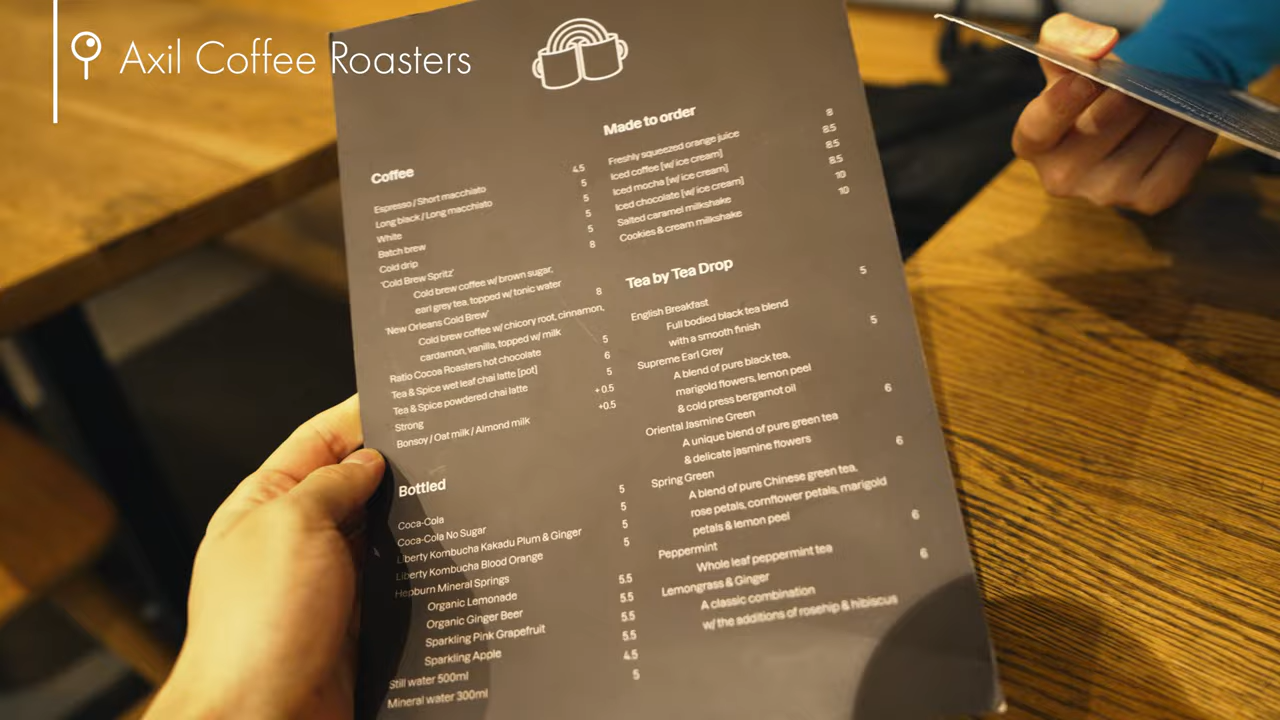 Axil Coffee Roasters
Coffee
Espresso / Short macchiato 4.5
Long black / Long macchiato 5
White 5
Batch brew 5
Cold drip 5
'Cold Brew Spritz' 8
Cold brew coffee w/ brown sugar,
earl grey tea, topped w/ tonic water
'New Orleans Cold Brew' 8
Cold brew coffee w/ chicory root, cinnamon,
cardamon, vanilla, topped w/ milk
Ratio Cocoa Roasters hot chocolate 5
Tea & Spice wet leaf chai latte [pot] 6
Tea & Spice powdered chai latte 5
Strong +0.5
Bonsoy / Oat milk / Almond milk +0.5
Bottled
Coca-Cola 5
Coca-Cola No Sugar 5
Liberty Kombucha Kakadu Plum & Ginger 5
Liberty Kombucha Blood Orange 5
Hepburn Mineral Springs
Organic Lemonade 5.5
Organic Ginger Beer 5.5
Sparkling Pink Grapefruit 5.5
Sparkling Apple 5.5
Still water 500ml 4.5
Mineral water 300ml 5
Made to order
Freshly squeezed orange juice 8
Iced coffee [w/ ice cream] 8.5
Iced mocha [w/ ice cream] 8.5
Iced chocolate [w/ ice cream] 8.5
Salted caramel milkshake 10
Cookies & cream milkshake 10
Tea by Tea Drop
English Breakfast 5
Full bodied black tea blend
with a smooth finish
Supreme Earl Grey 5
A blend of pure black tea,
marigold flowers, lemon peel
& cold press bergamot oil
Oriental Jasmine Green 6
A unique blend of pure green tea
& delicate jasmine flowers
Spring Green 6
A blend of pure Chinese green tea,
rose petals, cornflower petals, marigold
petals & lemon peel
Peppermint 6
Whole leaf peppermint tea
Lemongrass & Ginger 6
A classic combination
w/ the additions of rosehip & hibiscus